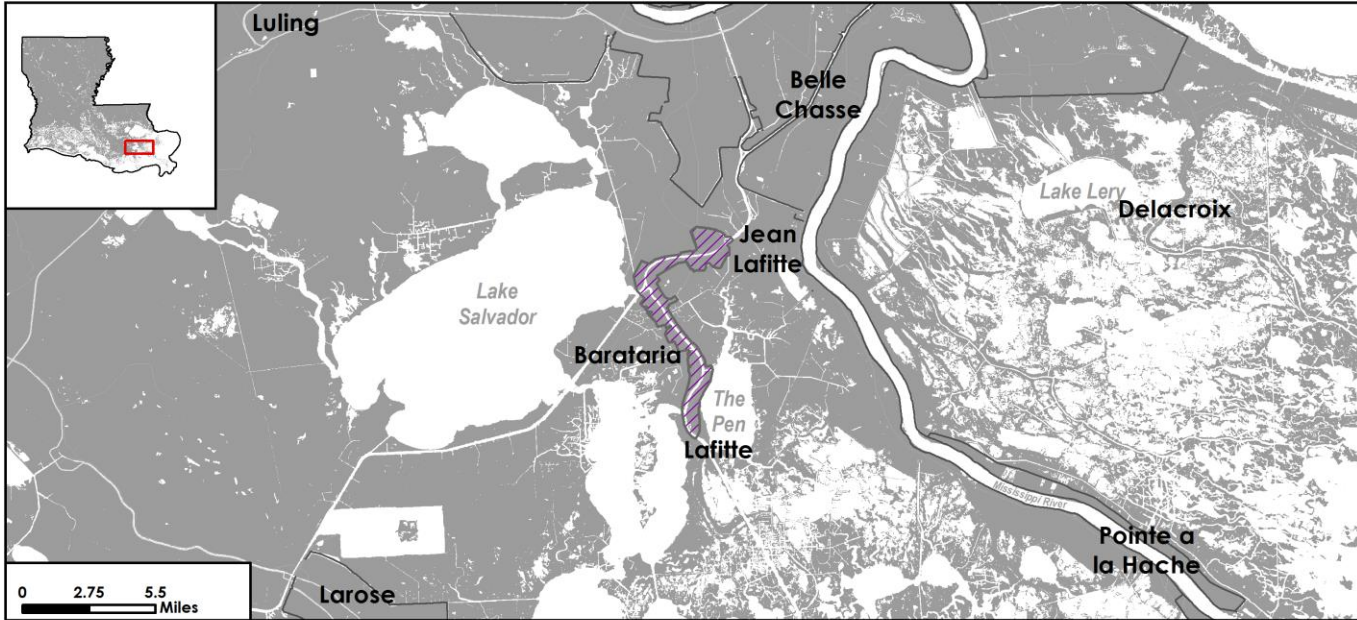 Luling
Belle
Chasse
Lake Lery
Delacroix
Jean
Lafitte
Lake
Salvador
Barataria
The
Pen
Lafitte
Mississippi River
Pointe a
la Hache
Larose
0 2.75 5.5
Miles